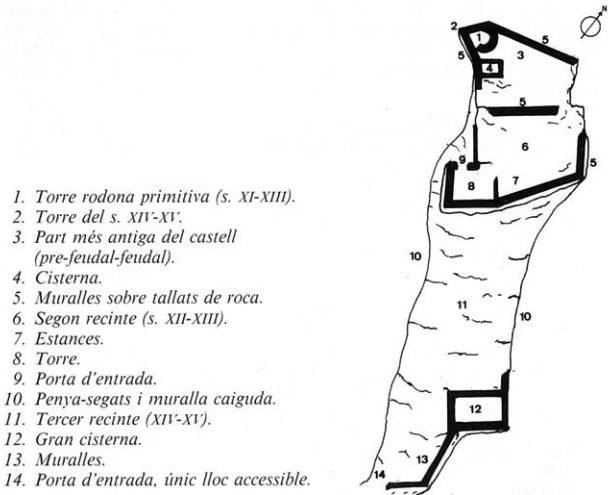 1. Torre rodona primitiva (s. XI-XIII).
2. Torre del s. XIV-XV.
3. Part més antiga del castell
(pre-feudal-feudal).
4. Cisterna.
5. Muralles sobre tallats de roca.
6. Segon recinte (s. XII-XIII).
7. Estances.
8. Torre.
9. Porta d'entrada.
10. Penya-segats i muralla caiguda.
11. Tercer recinte (XIV-XV).
12. Gran cisterna.
13. Muralles.
14. Porta d'entrada, únic lloc accessible.
N
2
1
5
3
5
4
5
6
9
5
8
7
10
11
10
12
13
14